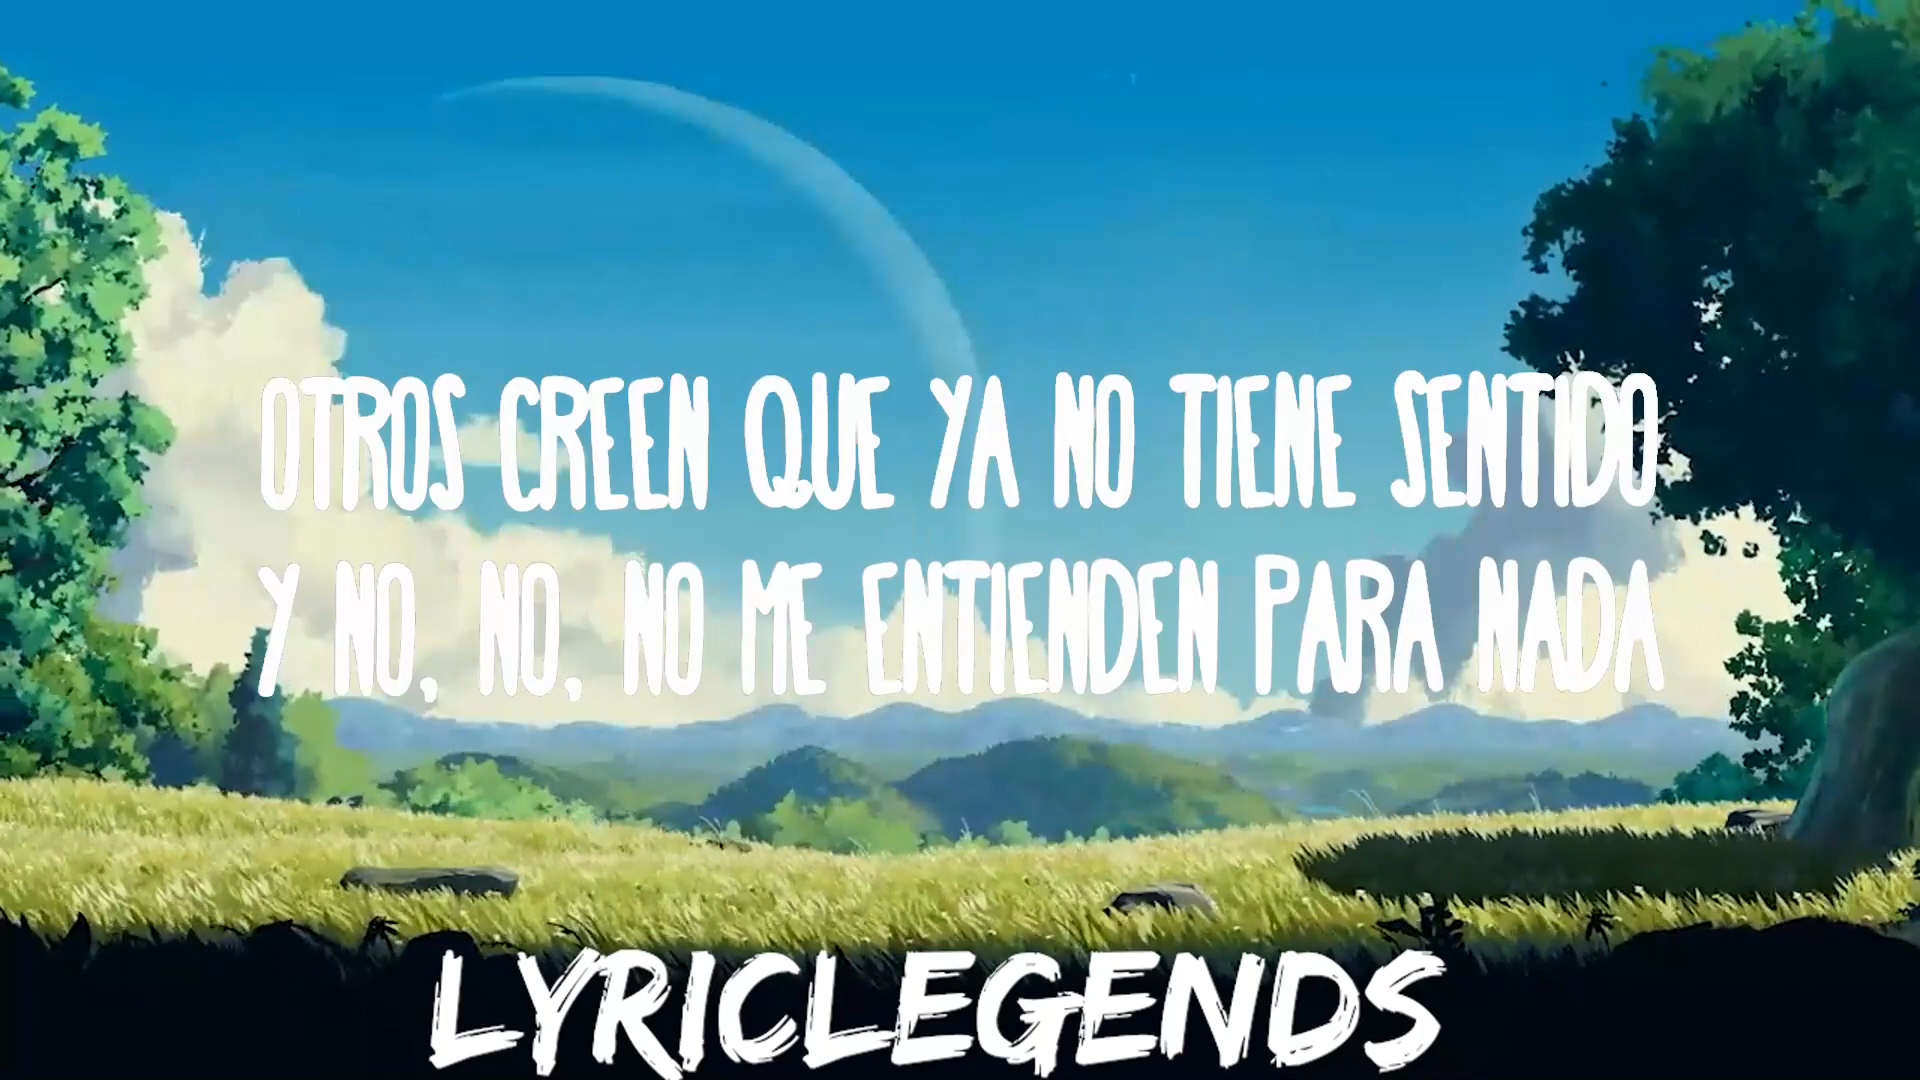 OTROS CREEN QUE YA NO TIENE SENTIDO
Y NO, NO, NO ME ENTIENDEN PARA NADA
LYRICLEGENDS